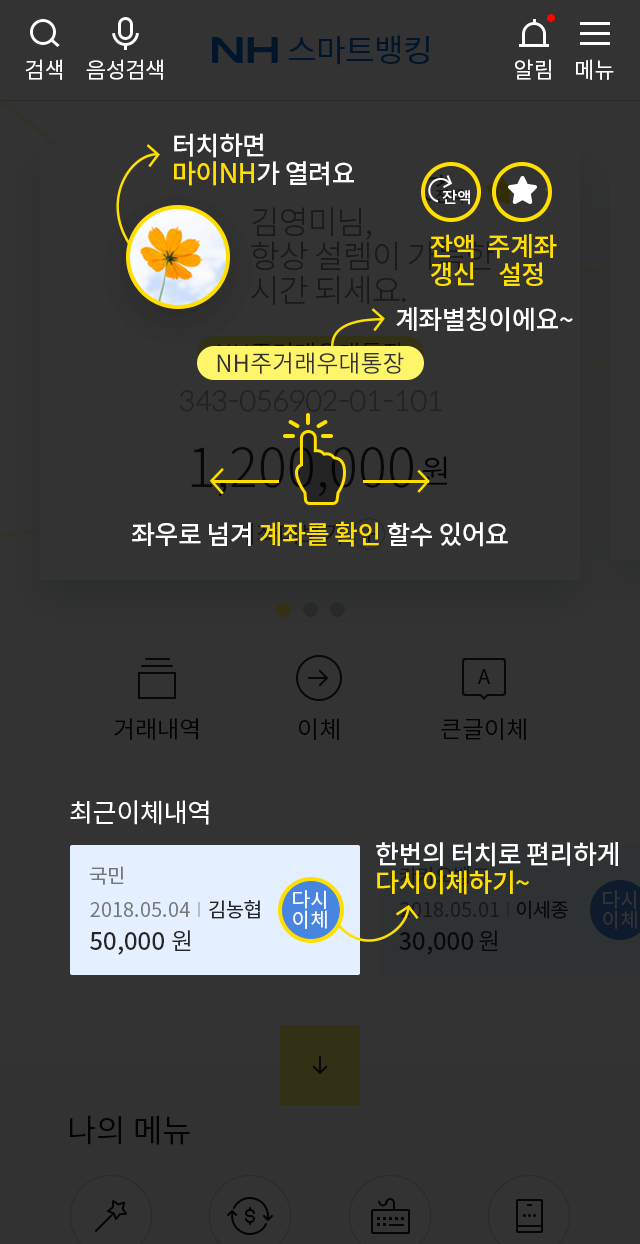 NH 스마트뱅킹
검색
음성검색
알림
메뉴
터치하면
마이NH가 열려요
잔액
잔액
갱신
주계좌
설정
김영미님,
항상 설렘이 가
시간 되세요.
계좌별칭이에요~
NH주거래우대통장
343-056902-01-101
1,200,000 원
좌우로 넘겨 계좌를 확인 할수 있어요
거래내역
이체
A
큰글이체
최근이체내역
한번의 터치로 편리하게
다시이체하기~
국민
2018.05.04 김농협
50,000 원
다시
이체
2018.05.01 이세종
30,000 원
다시
이체
나의 메뉴